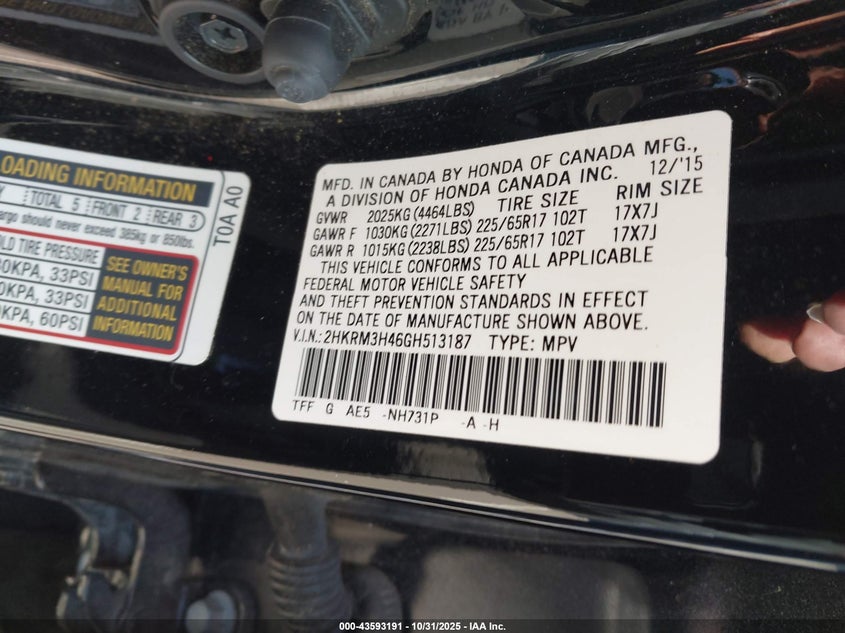 LOADING INFORMATION
TOTAL 5 FRONT 2 REAR 3
cargo should never exceed 385kg or 850lbs.
TIRE PRESSURE
33PSI
33PSI
60PSI
SEE OWNER'S
MANUAL FOR
ADDITIONAL
INFORMATION
T0A A0
MFD. IN CANADA BY HONDA OF CANADA MFG.,
A DIVISION OF HONDA CANADA INC. 12/'15
GVWR 2025KG (4464LBS) TIRE SIZE RIM SIZE
GAWR F 1030KG (2271LBS) 225/65R17 102T 17X7J
GAWR R 1015KG (2238LBS) 225/65R17 102T 17X7J
THIS VEHICLE CONFORMS TO ALL APPLICABLE
FEDERAL MOTOR VEHICLE SAFETY
AND THEFT PREVENTION STANDARDS IN EFFECT
ON THE DATE OF MANUFACTURE SHOWN ABOVE.
V.I.N.: 2HKRM3H46GH513187 TYPE: MPV
TFF G AE5 -NH731P -A -H
000-43593191 - 10/31/2025 - IAA Inc.